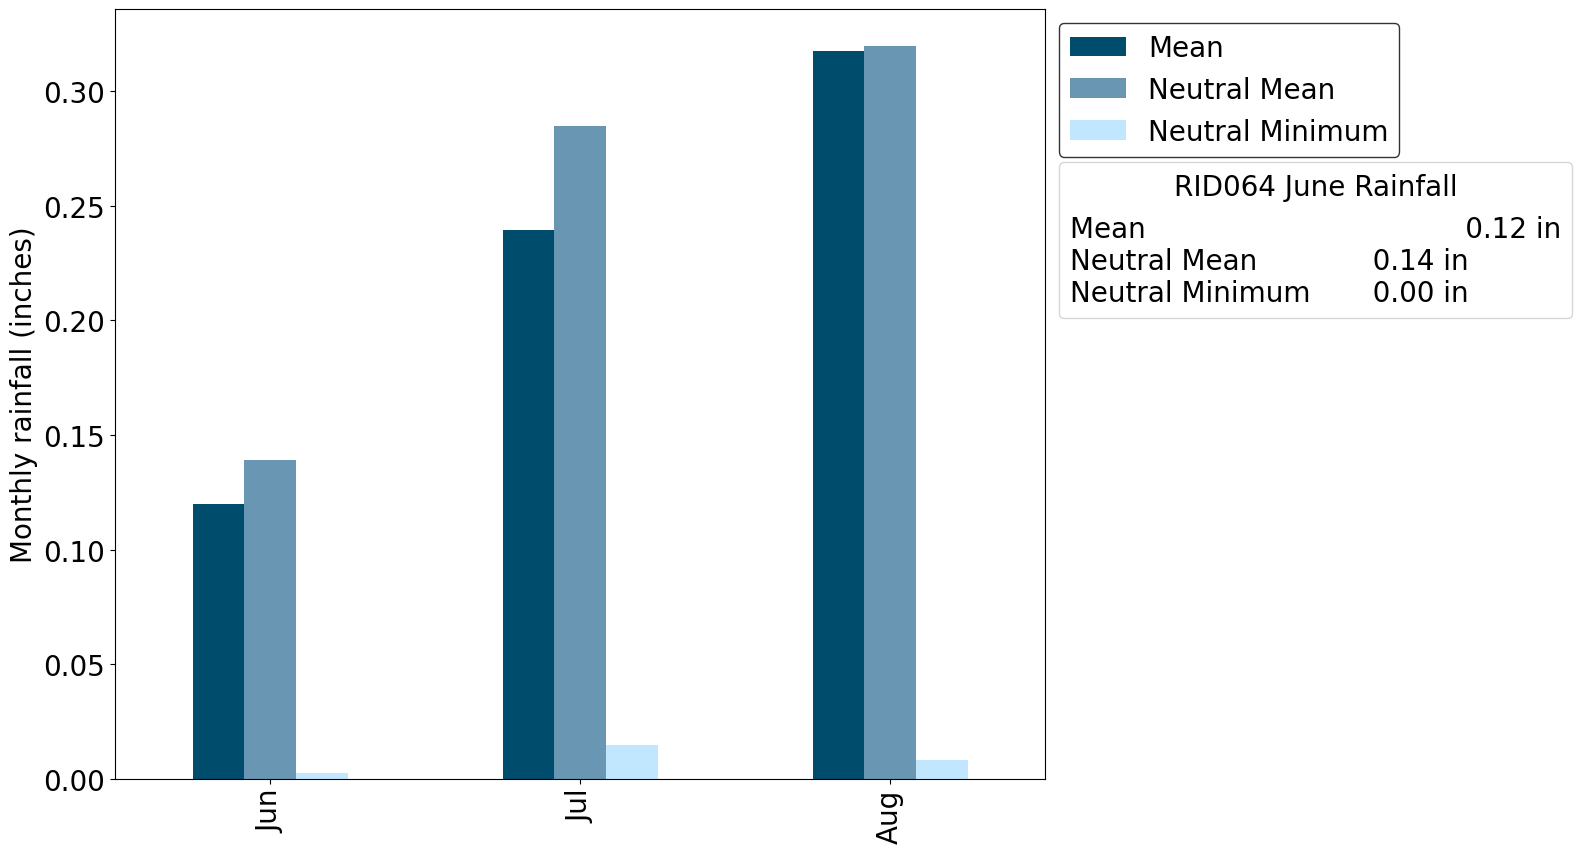 Monthly rainfall (inches)
0.30
0.25
0.20
0.15
0.10
0.05
0.00
Jun
Jul
Aug
Mean
Neutral Mean
Neutral Minimum
RID064 June Rainfall
Mean 0.12 in
Neutral Mean 0.14 in
Neutral Minimum 0.00 in